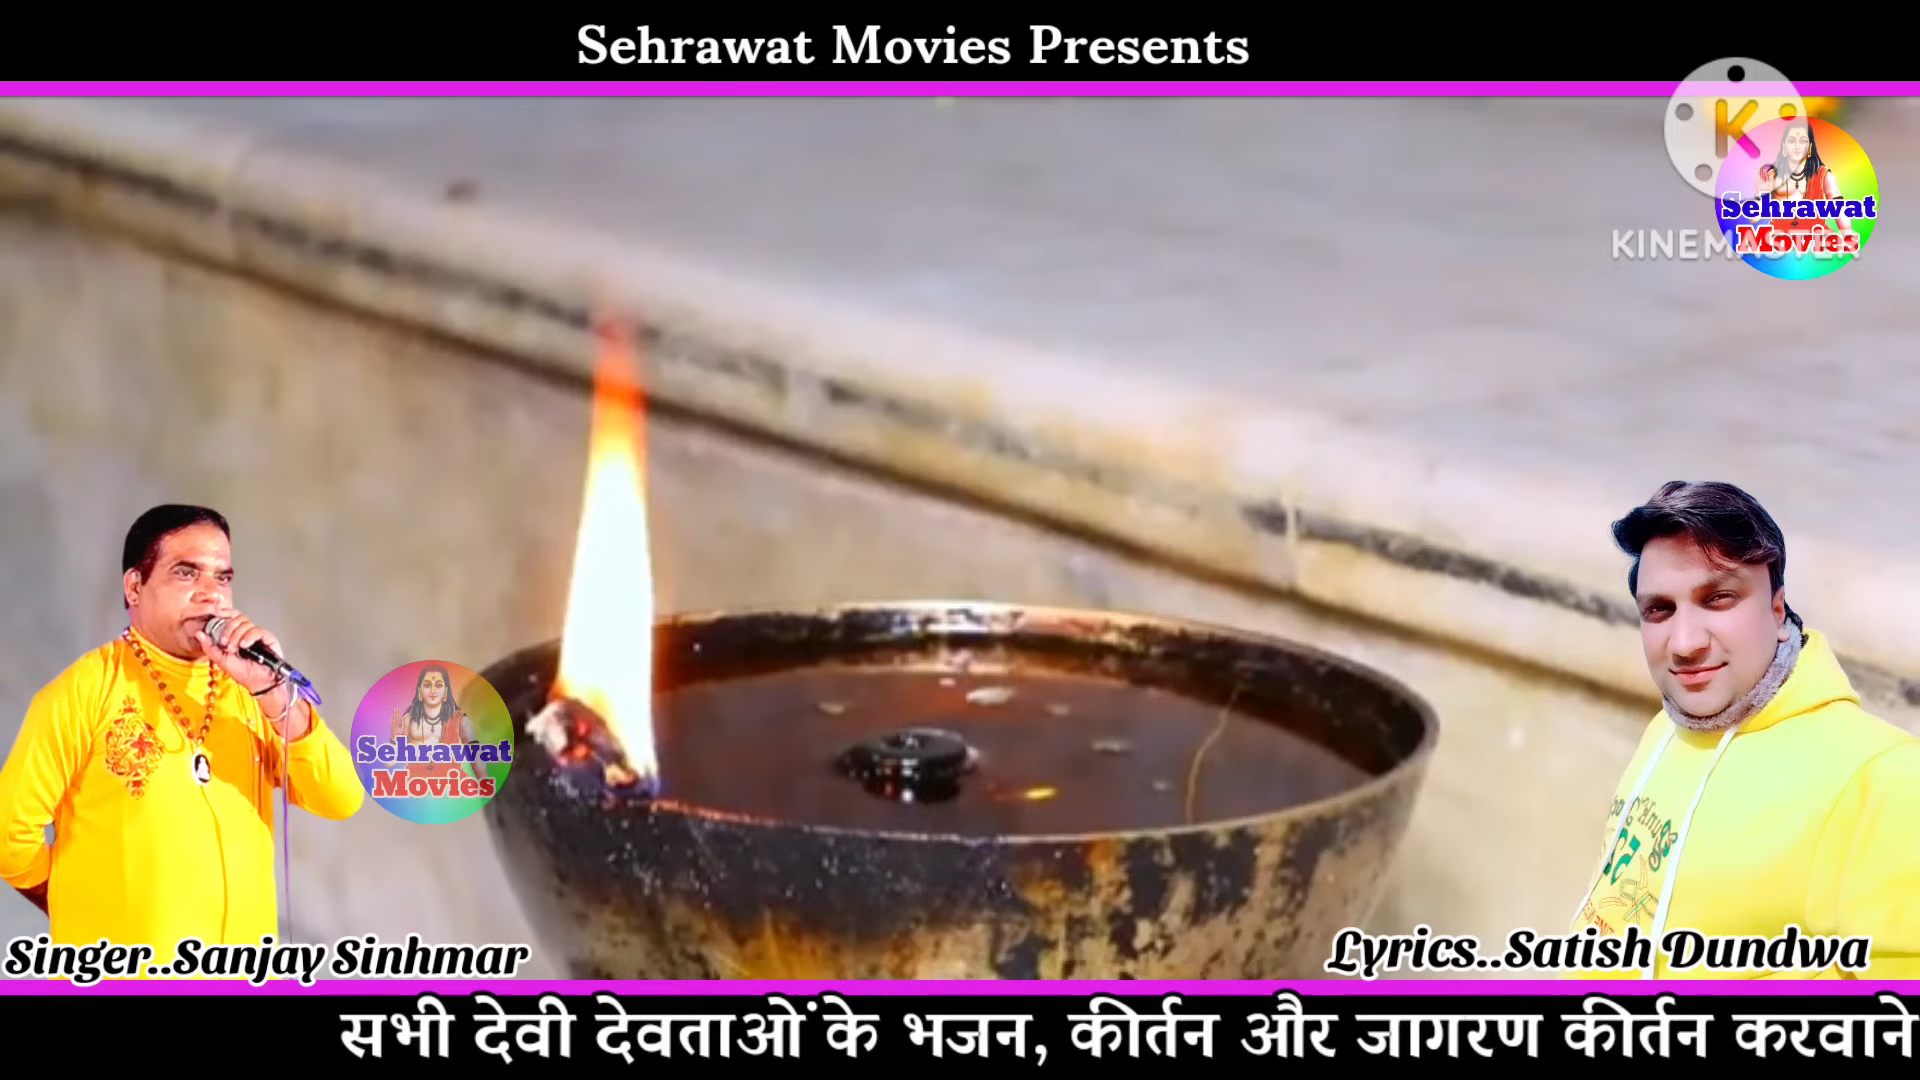 Sehrawat Movies Presents
K
KINEMASTER
Sehrawat
Movies
Sehrawat
Movies
Singer..Sanjay Sinhmar
Lyrics..Satish Dundwa
सभी देवी देवताओं के भजन, कीर्तन और जागरण कीर्तन करवाने